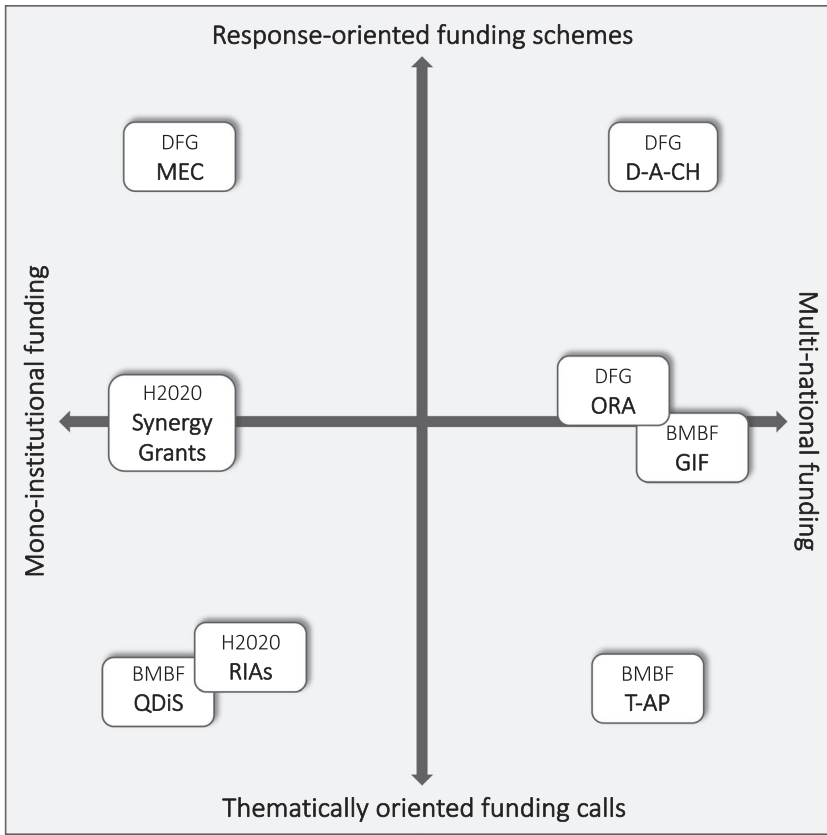 Response-oriented funding schemes
DFG
MEC
DFG
D-A-CH
Mono-institutional funding
Multi-national funding
H2020
Synergy
Grants
DFG
ORA
BMBF
GIF
H2020
RIAs
BMBF
QDiS
BMBF
T-AP
Thematically oriented funding calls